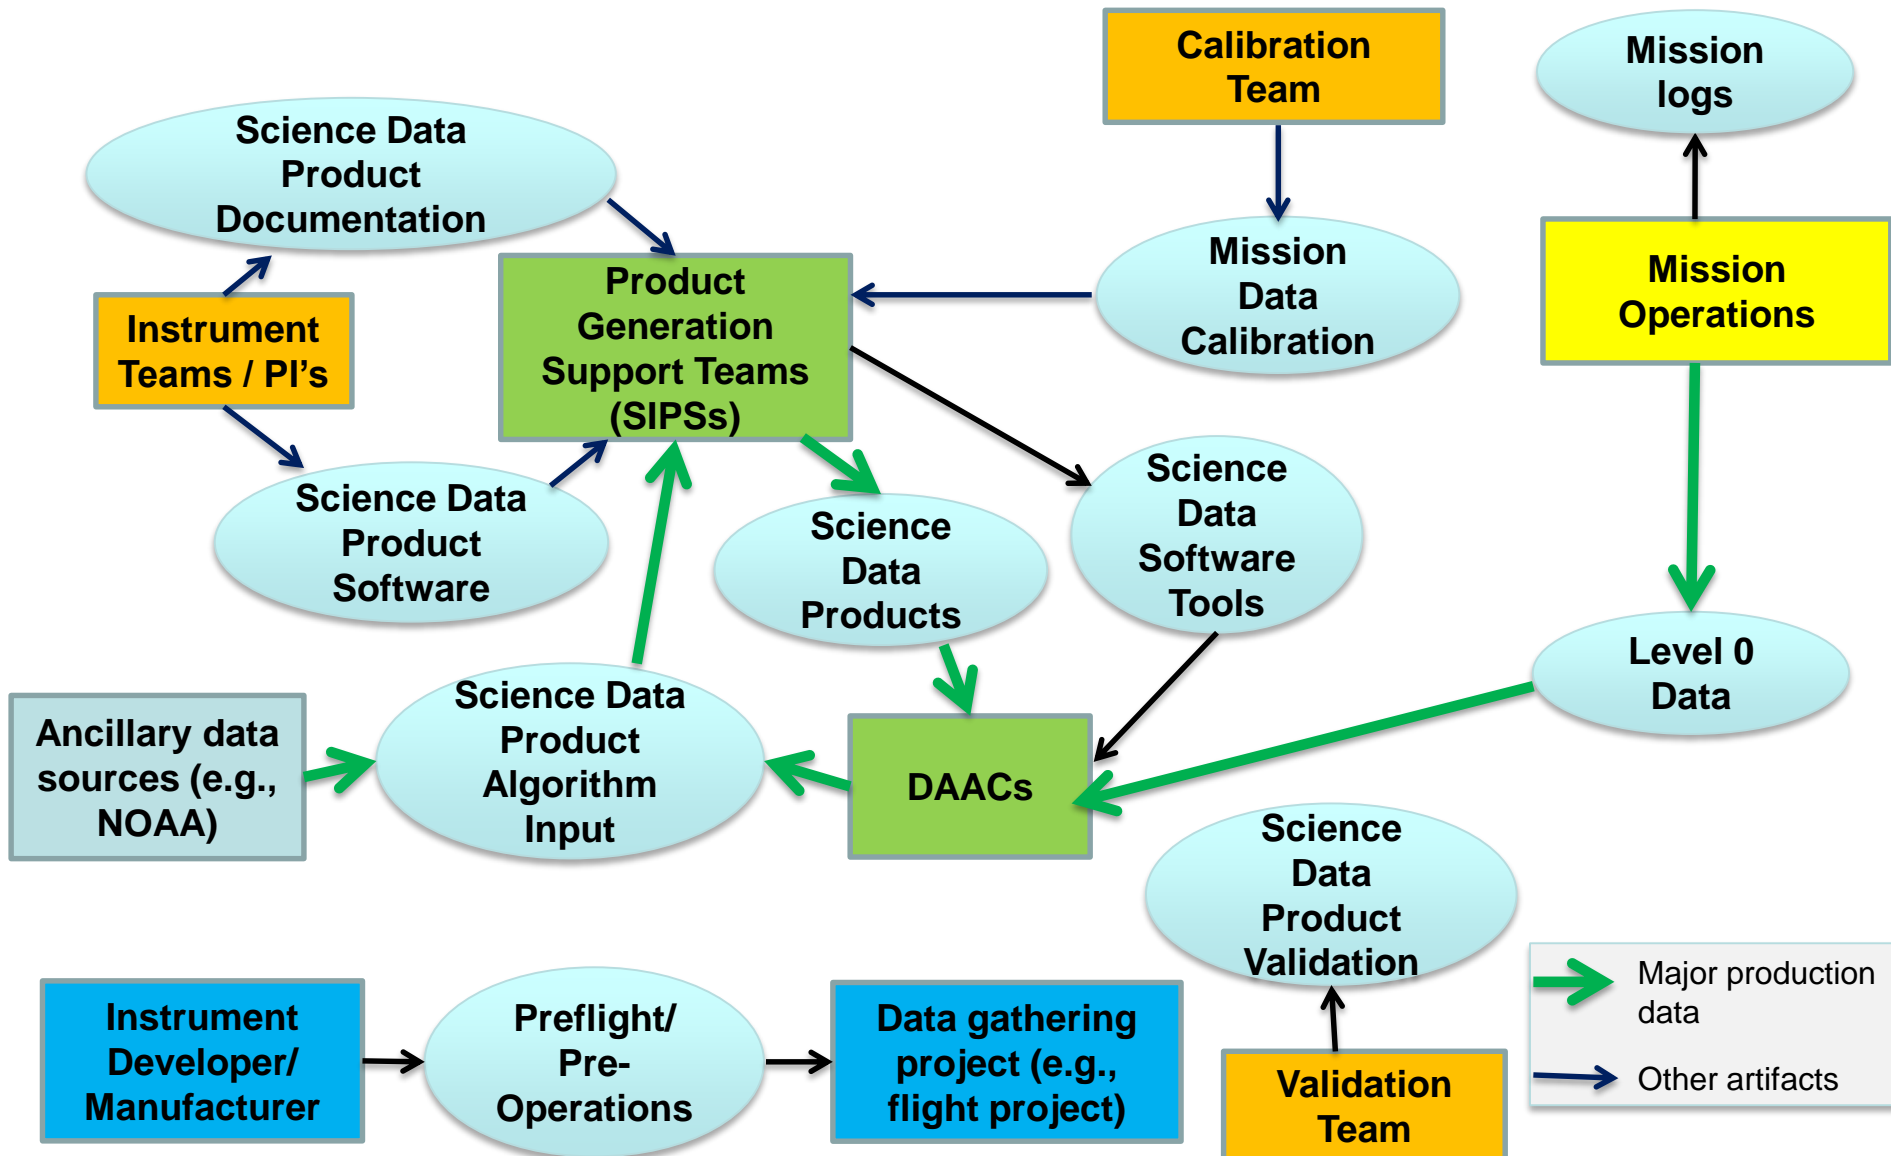 Calibration
Team
Mission
logs
Science Data
Product
Documentation
Mission
Data
Calibration
Mission
Operations
Product
Generation
Support Teams
(SIPSs)
Instrument
Teams / PI’s
Science Data
Product
Software
Science
Data
Products
Science
Data
Software
Tools
Level 0
Data
Ancillary data
sources (e.g.,
NOAA)
Science Data
Product
Algorithm
Input
DAACs
Science
Data
Product
Validation
Instrument
Developer/
Manufacturer
Preflight/
Pre-
Operations
Data gathering
project (e.g.,
flight project)
Validation
Team
Major production
data
Other artifacts